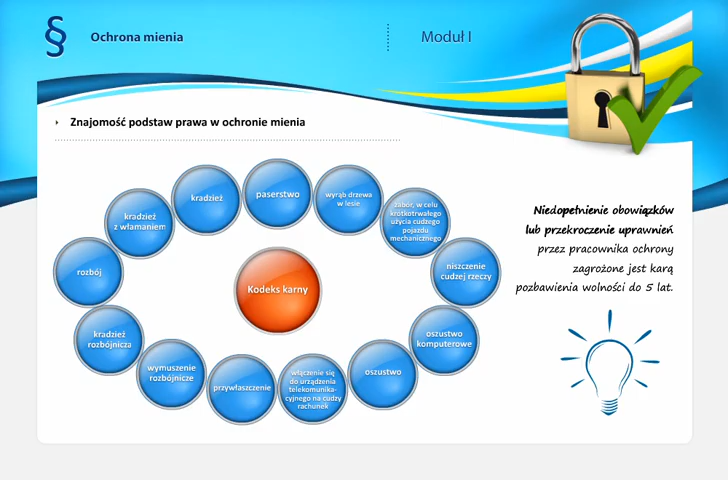 §
Ochrona mienia
Moduł I
Znajomość podstaw prawa w ochronie mienia
kradzież
paserstwo
wyrąb drzewa
w lesie
zabór, w celu
krótkotrwałego
użycia cudzego
pojazdu
mechanicznego
niszczenie
cudzej rzeczy
oszustwo
komputerowe
oszustwo
włączenie się
do urządzenia
telekomunika-
cyjnego na cudzy
rachunek
przywłaszczenie
wymuszenie
rozbójnicze
kradzież
rozbójnicza
rozbój
kradzież
z włamaniem
Kodeks karny
Niedopełnienie obowiązków
lub przekroczenie uprawnień
przez pracownika ochrony
zagrożone jest karą
pozbawienia wolności do 5 lat.